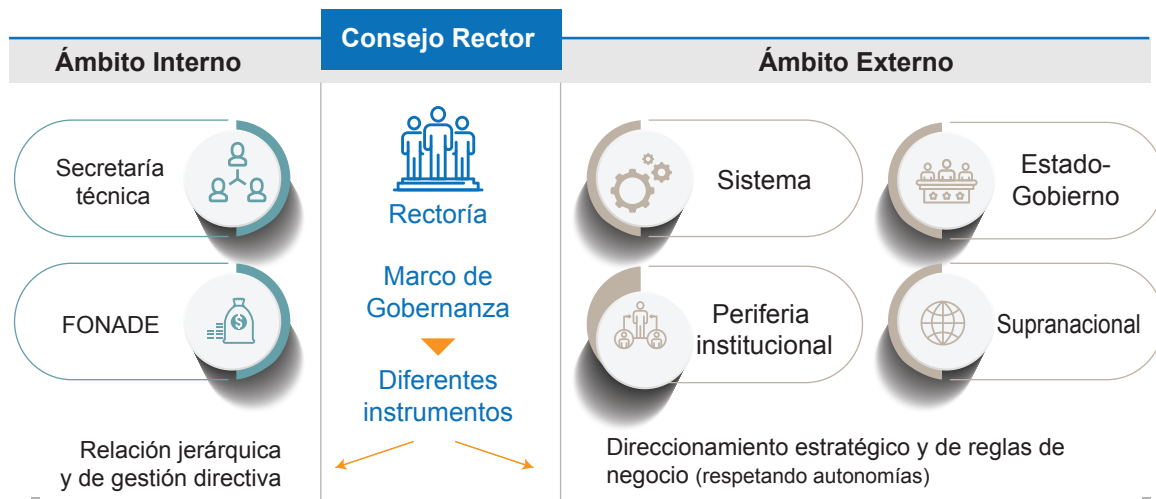 Consejo Rector
Ámbito Interno
Secretaría
técnica
FONADE
Relación jerárquica
y de gestión directiva
Rectoría
Marco de
Gobernanza
Diferentes
instrumentos
Ámbito Externo
Sistema
Estado-
Gobierno
Periferia
institucional
Supranacional
Direccionamiento estratégico y de reglas de
negocio (respetando autonomías)